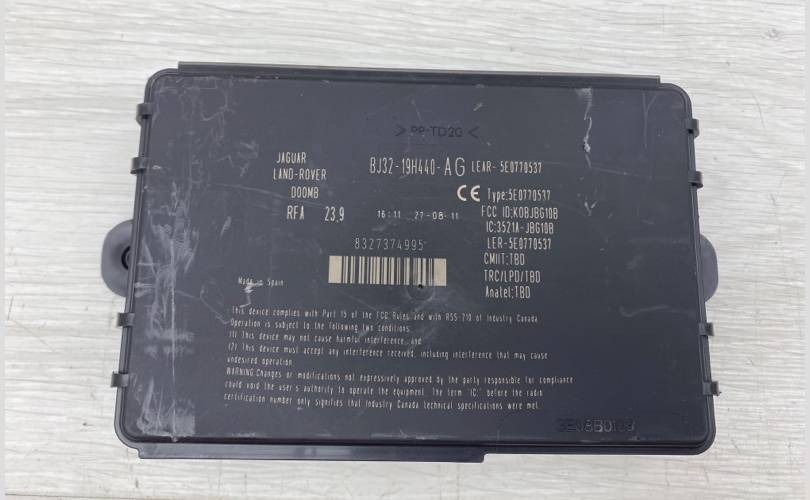 > PP-TD20 <
JAGUAR
LAND-ROVER
DOOMB
RFA 23,9
BJ32-19H440-AG LEAR- 5E0770537
CE Type:5E0770537
16:11 27-08-11
FCC ID:KOBJBG10B
IC:3521A-JBG10B
LER-5E0770537
CMIIT:TBD
TRC/LPD/TBD
Anatel:TBD
8327374995
Made in Spain
This device complies with Part 15 of the FCC Rules and with RSS-210 of Industry Canada.
Operation is subject to the following two conditions.
(1) This device may not cause harmful interference, and
(2) This device must accept any interference received, including interference that may cause
undesired operation.
WARNING:Changes or modifications not expressively approved by the party responsible for compliance
could void the user's authority to operate the equipment. The term "IC:" before the radio
certification number only signifies that Industry Canada technical specifications were met.